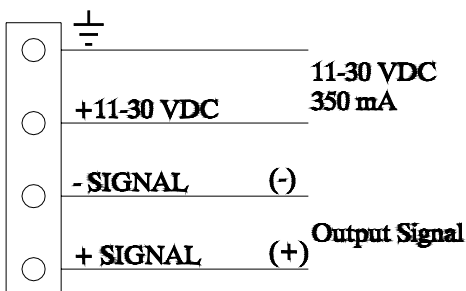 11-30 VDC
350 mA
+11-30 VDC
- SIGNAL (-)
Output Signal
+ SIGNAL (+)